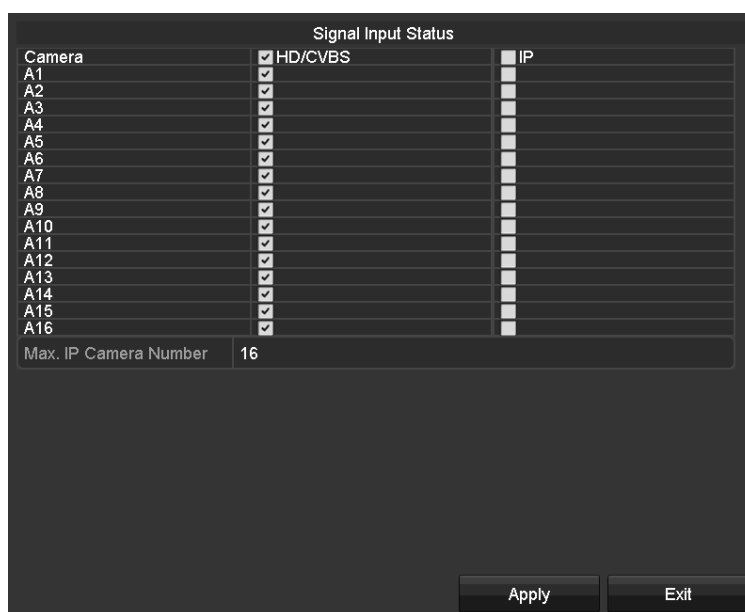 Signal Input Status
Camera HD/CVBS IP
A1
A2
A3
A4
A5
A6
A7
A8
A9
A10
A11
A12
A13
A14
A15
A16
Max. IP Camera Number 16
Apply Exit